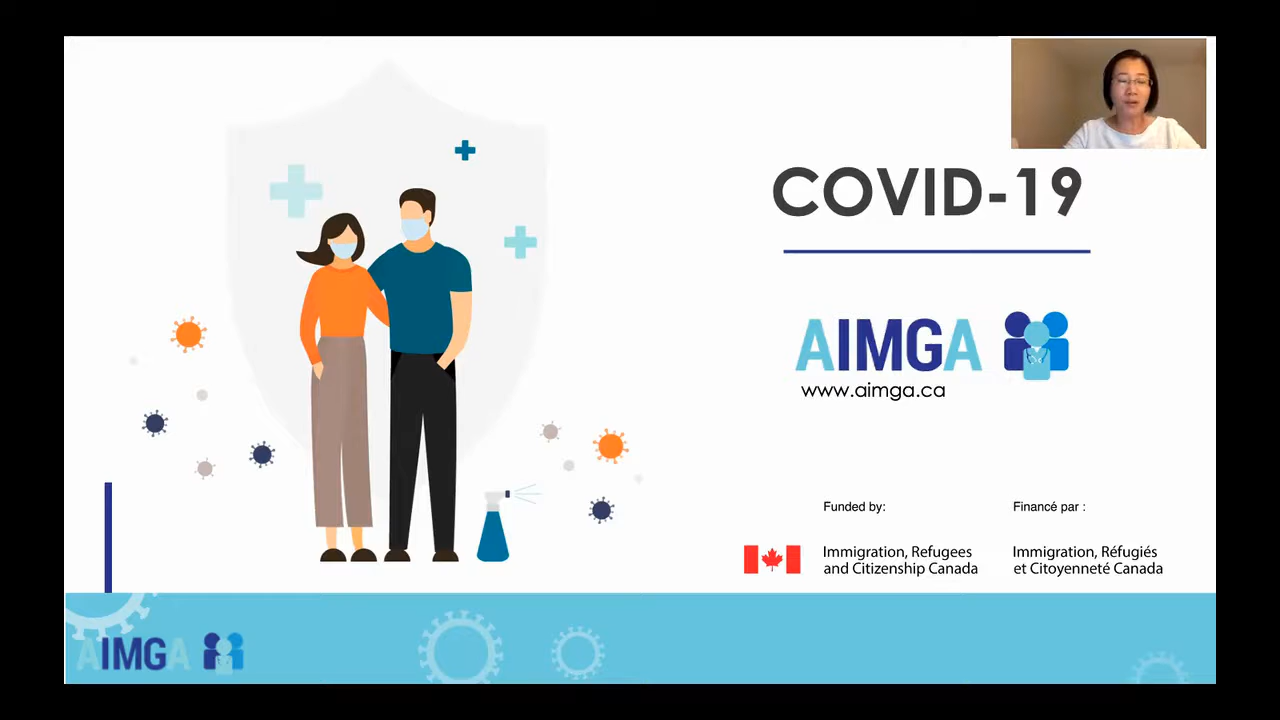 COVID-19
AIMGA
www.aimga.ca
Funded by:
Immigration, Refugees
and Citizenship Canada
Financé par :
Immigration, Réfugiés
et Citoyenneté Canada
AIMGA